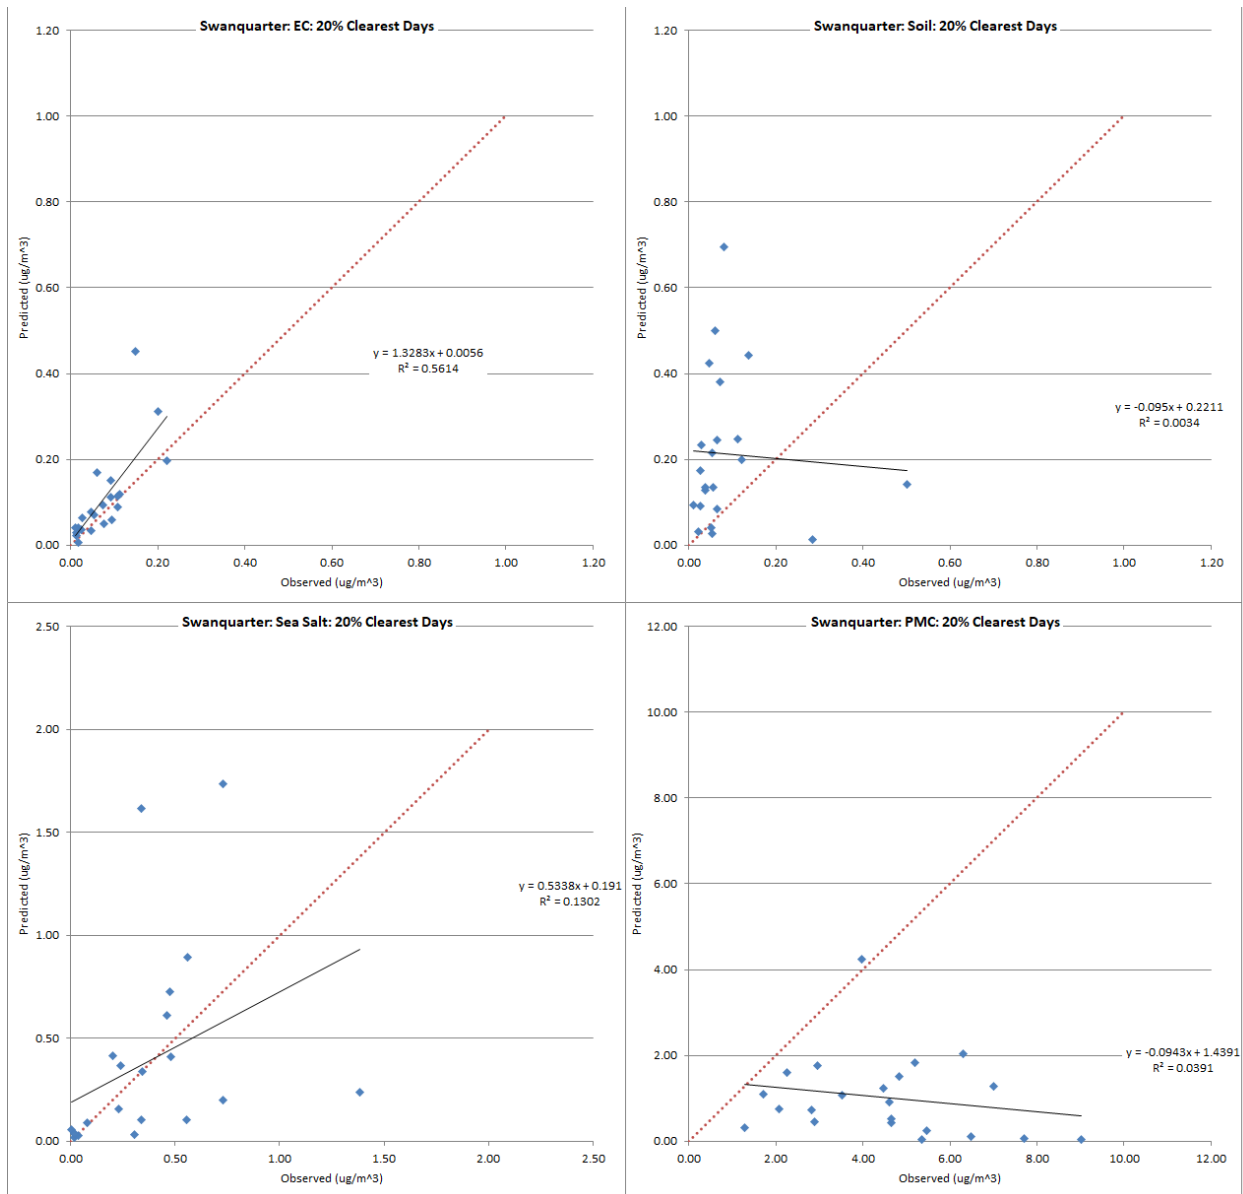 Swanquarter: EC: 20% Clearest Days
1.20
1.00
0.80
0.60
0.40
0.20
0.00
Predicted (ug/m^3)
y = 1.3283x + 0.0056
R² = 0.5614
0.00 0.20 0.40 0.60 0.80 1.00 1.20
Observed (ug/m^3)
Swanquarter: Soil: 20% Clearest Days
1.20
1.00
0.80
0.60
0.40
0.20
0.00
Predicted (ug/m^3)
y = -0.095x + 0.2211
R² = 0.0034
0.00 0.20 0.40 0.60 0.80 1.00 1.20
Observed (ug/m^3)
Swanquarter: Sea Salt: 20% Clearest Days
2.50
2.00
1.50
1.00
0.50
0.00
Predicted (ug/m^3)
y = 0.5338x + 0.191
R² = 0.1302
0.00 0.50 1.00 1.50 2.00 2.50
Observed (ug/m^3)
Swanquarter: PMC: 20% Clearest Days
12.00
10.00
8.00
6.00
4.00
2.00
0.00
Predicted (ug/m^3)
y = -0.0943x + 1.4391
R² = 0.0391
0.00 2.00 4.00 6.00 8.00 10.00 12.00
Observed (ug/m^3)